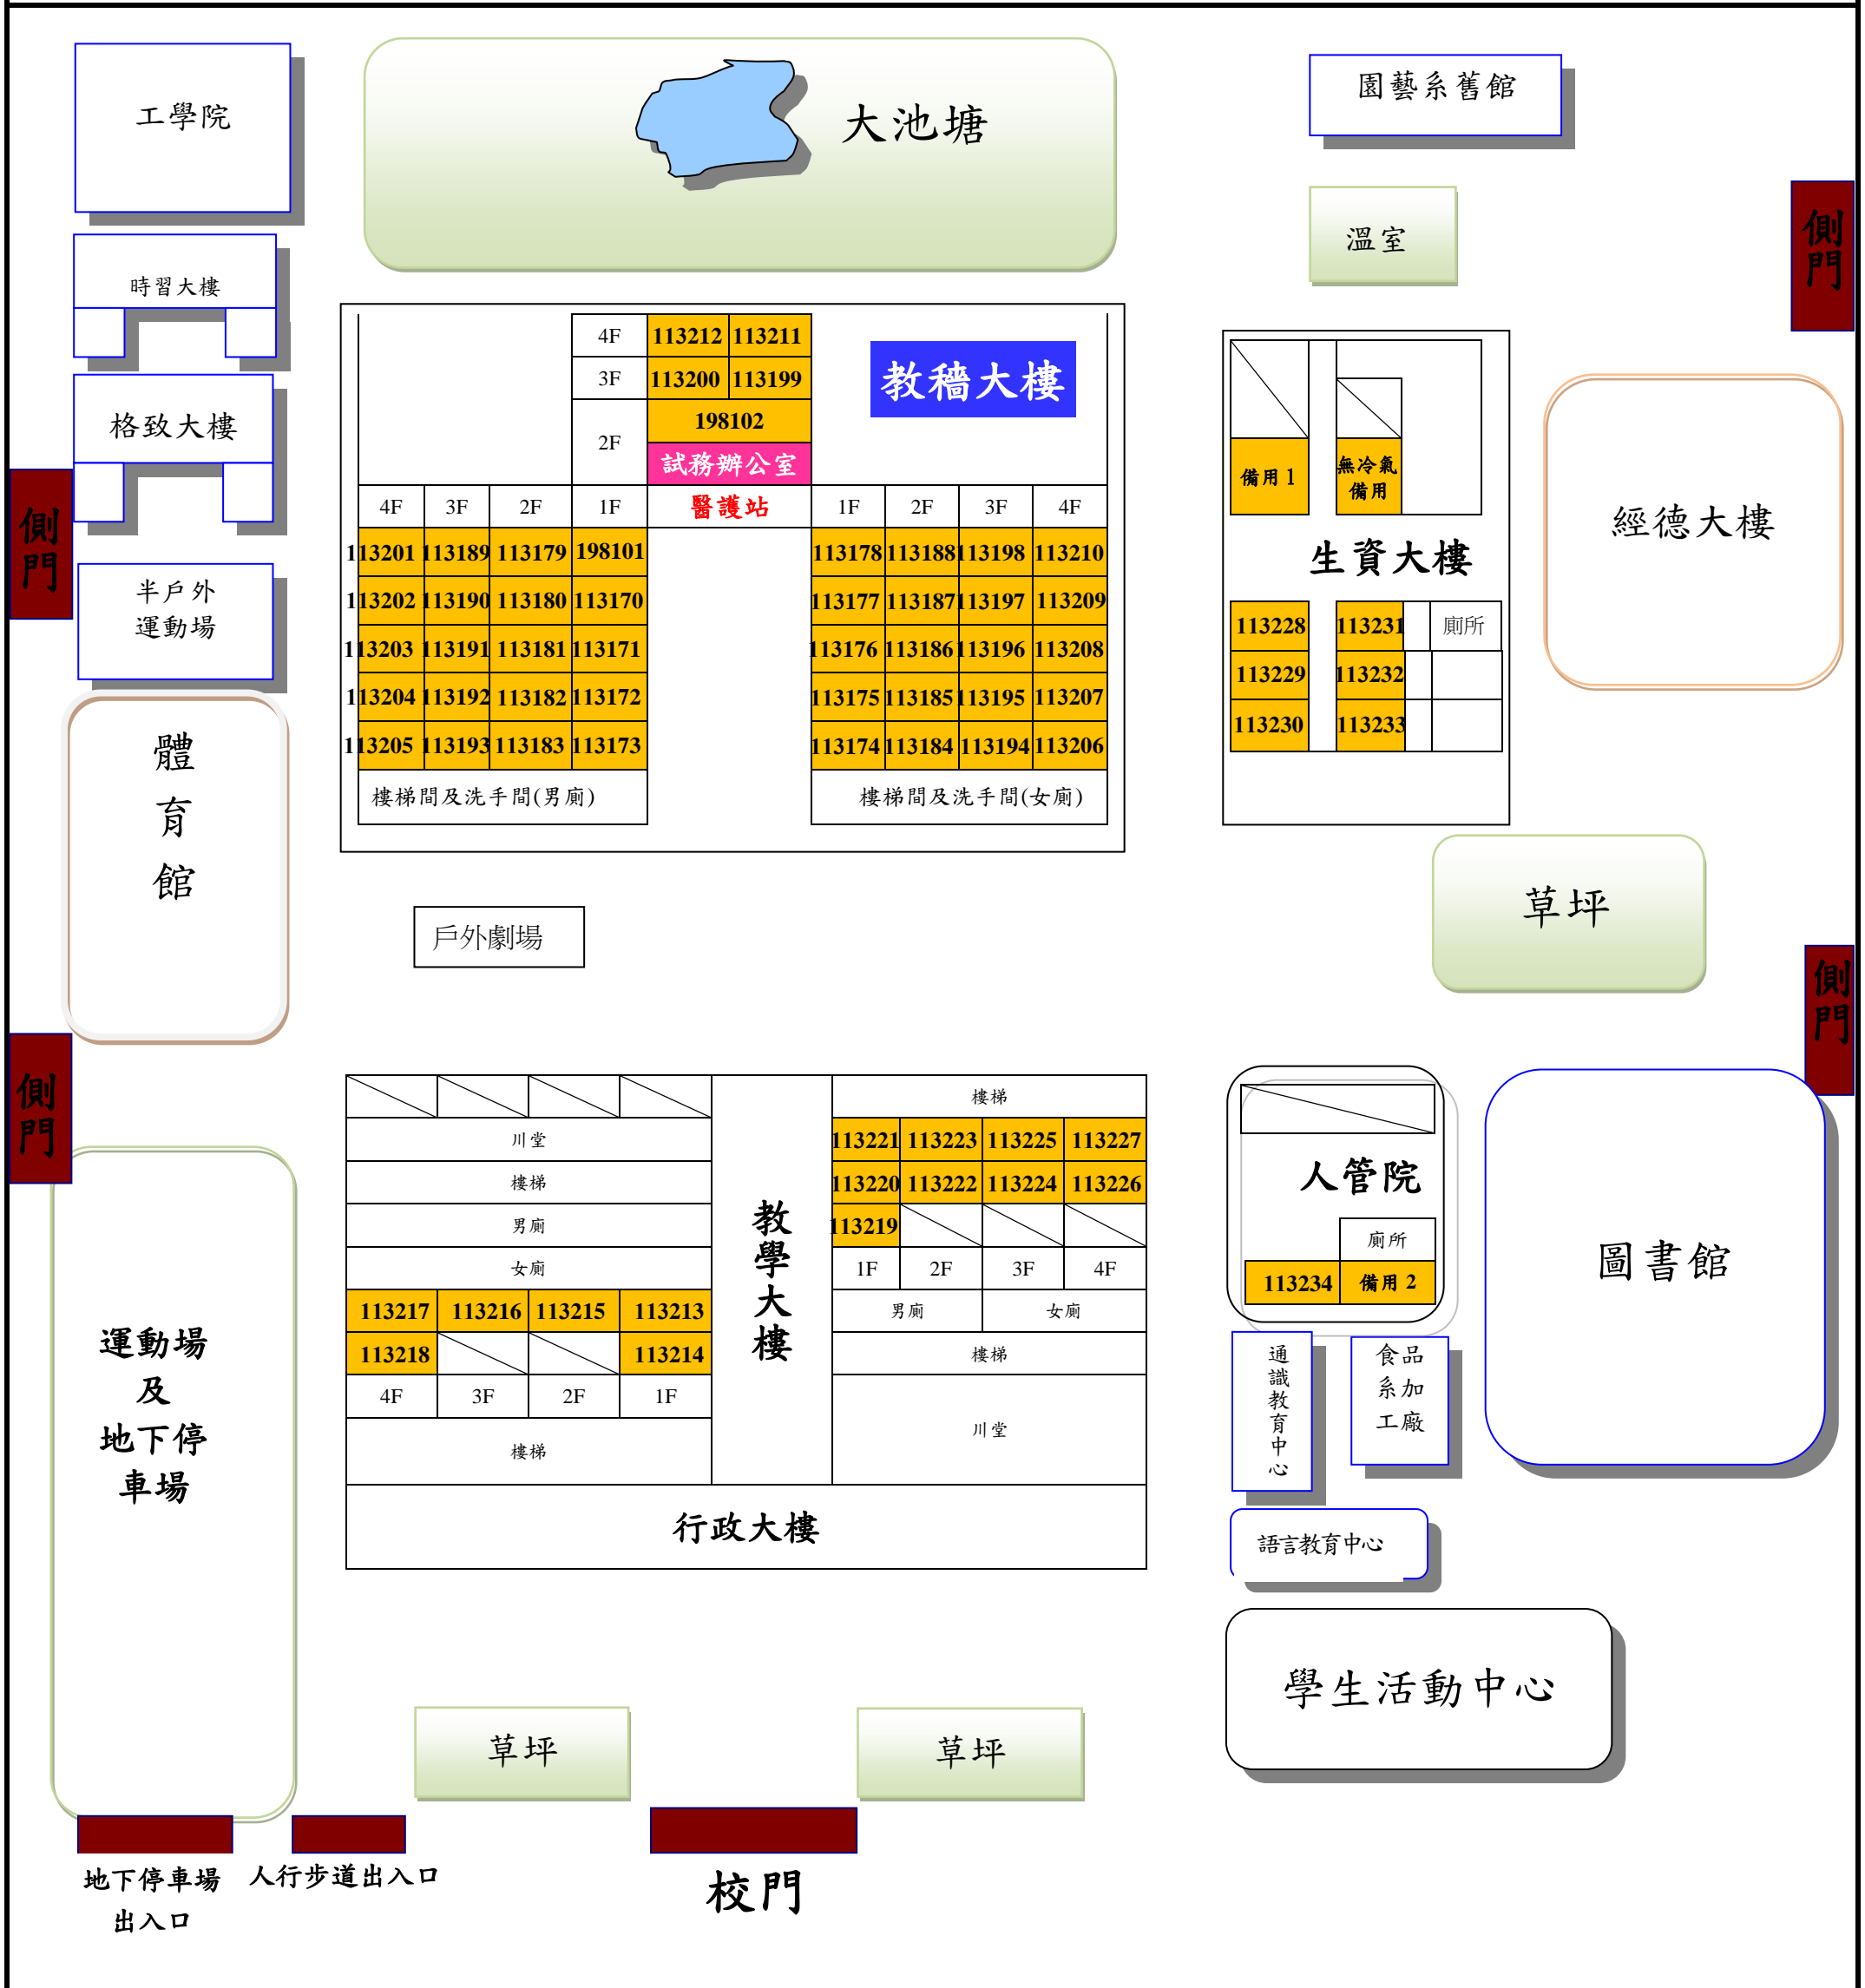 工學院
大池塘
園藝系舊館
溫室
側門
時習大樓
格致大樓
側門
半戶外
運動場
體育館
4F 113212 113211
3F 113200 113199
2F 198102
試務辦公室
教穡大樓
4F 3F 2F 1F 醫護站 1F 2F 3F 4F
113201 113189 113179 198101 113178 113188 113198 113210
113202 113190 113180 113170 113177 113187 113197 113209
113203 113191 113181 113171 113176 113186 113196 113208
113204 113192 113182 113172 113175 113185 113195 113207
113205 113193 113183 113173 113174 113184 113194 113206
樓梯間及洗手間(男廁) 樓梯間及洗手間(女廁)
備用1
無冷氣
備用
生資大樓
113228 113231 廁所
113229 113232
113230 113233
經德大樓
草坪
側門
戶外劇場
側門
運動場
及
地下停
車場
川堂
樓梯
男廁
女廁
113217 113216 113215 113213
113218 113214
4F 3F 2F 1F
樓梯
教學大樓
樓梯
113221 113223 113225 113227
113220 113222 113224 113226
113219
1F 2F 3F 4F
男廁 女廁
樓梯
川堂
行政大樓
人管院
廁所
113234 備用2
圖書館
通識教育中心
食品
系加
工廠
語言教育中心
學生活動中心
草坪
草坪
地下停車場
出入口
人行步道出入口
校門